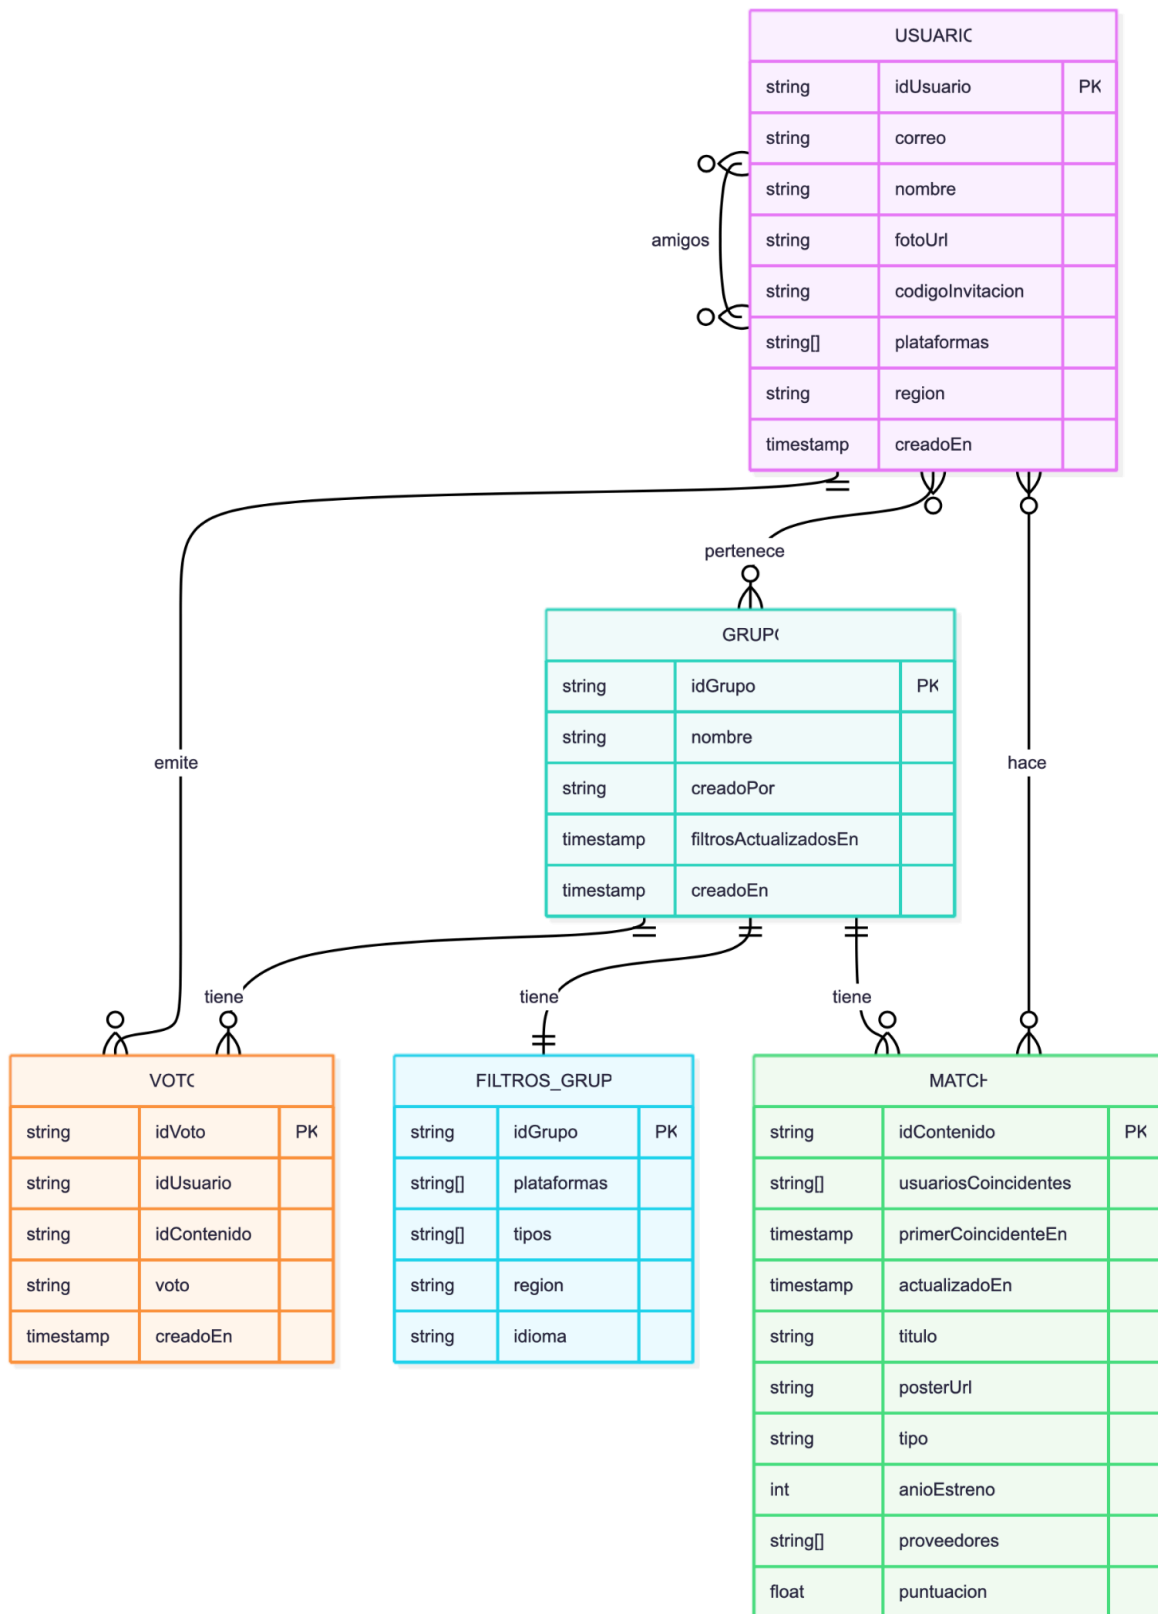 USUARIO
string idUsuario PK
string correo
string nombre
string fotoUrl
string codigoInvitacion
string[] plataformas
string region
timestamp creadoEn
amigos
pertenece
GRUPO
string idGrupo PK
string nombre
string creadoPor
timestamp filtrosActualizadosEn
timestamp creadoEn
emite
hace
tiene
tiene
tiene
VOTO
string idVoto PK
string idUsuario
string idContenido
string voto
timestamp creadoEn
FILTROS_GRUP
string idGrupo PK
string[] plataformas
string[] tipos
string region
string idioma
MATCH
string idContenido PK
string[] usuariosCoincidentes
timestamp primerCoincidenteEn
timestamp actualizadoEn
string titulo
string posterUrl
string tipo
int anioEstreno
string[] proveedores
float puntuacion